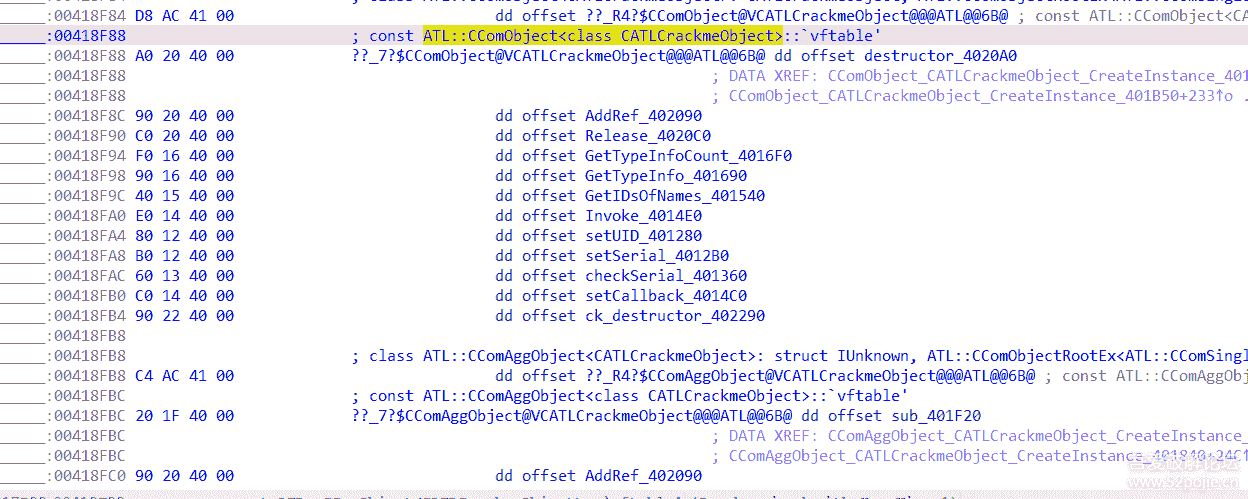 :00418F84 D8 AC 41 00 dd offset ??_R4?$CComObject@VCATLCrackmeObject@@@ATL@@6B@ ; const ATL::CComObject<CA
:00418F88 ; const ATL::CComObject<class CATLCrackmeObject>::`vftable'
:00418F88 A0 20 40 00 ??_7?$CComObject@VCATLCrackmeObject@@@ATL@@6B@ dd offset destructor_4020A0
:00418F88 ; DATA XREF: CComObject_CATLCrackmeObject_CreateInstance_401
:00418F88 ; CComObject_CATLCrackmeObject_CreateInstance_401B50+233↑o .
:00418F8C 90 20 40 00 dd offset AddRef_402090
:00418F90 C0 20 40 00 dd offset Release_4020C0
:00418F94 F0 16 40 00 dd offset GetTypeInfoCount_4016F0
:00418F98 90 16 40 00 dd offset GetTypeInfo_401690
:00418F9C 40 15 40 00 dd offset GetIDsOfNames_401540
:00418FA0 E0 14 40 00 dd offset Invoke_4014E0
:00418FA4 80 12 40 00 dd offset setUID_401280
:00418FA8 B0 12 40 00 dd offset setSerial_4012B0
:00418FAC 60 13 40 00 dd offset checkSerial_401360
:00418FB0 C0 14 40 00 dd offset setCallback_4014C0
:00418FB4 90 22 40 00 dd offset ck_destructor_402290
:00418FB8
:00418FB8 ; class ATL::CComAggObject<CATLCrackmeObject>: struct IUnknown, ATL::CComObjectRootEx<ATL::CComSingl
:00418FB8 C4 AC 41 00 dd offset ??_R4?$CComAggObject@VCATLCrackmeObject@@@ATL@@6B@ ; const ATL::CComAggObj
:00418FBC ; const ATL::CComAggObject<class CATLCrackmeObject>::`vftable'
:00418FBC 20 1F 40 00 ??_7?$CComAggObject@VCATLCrackmeObject@@@ATL@@6B@ dd offset sub_401F20
:00418FBC ; DATA XREF: CComAggObject_CATLCrackmeObject_CreateInstance_
:00418FBC ; CComAggObject_CATLCrackmeObject_CreateInstance_401840+24C↑
:00418FC0 90 20 40 00 dd offset AddRef_402090
吾爱破解论坛
www.52pojie.cn